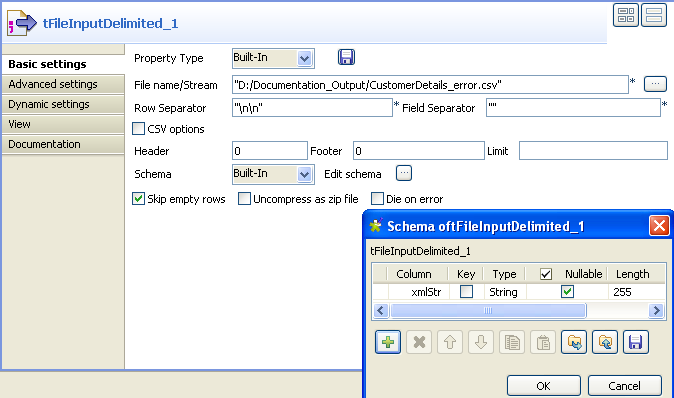 tFileInputDelimited_1
Basic settings
Advanced settings
Dynamic settings
View
Documentation
Property Type Built-In
File name/Stream "D:/Documentation_Output/CustomerDetails_error.csv" * ...
Row Separator "\n\n" * Field Separator "" *
CSV options
Header 0 Footer 0 Limit
Schema Built-In Edit schema ...
Skip empty rows Uncompress as zip file Die on error
Schema oftFileInputDelimited_1
tFileInputDelimited_1
Column Key Type Nullable Length
xmlStr String 255
OK Cancel